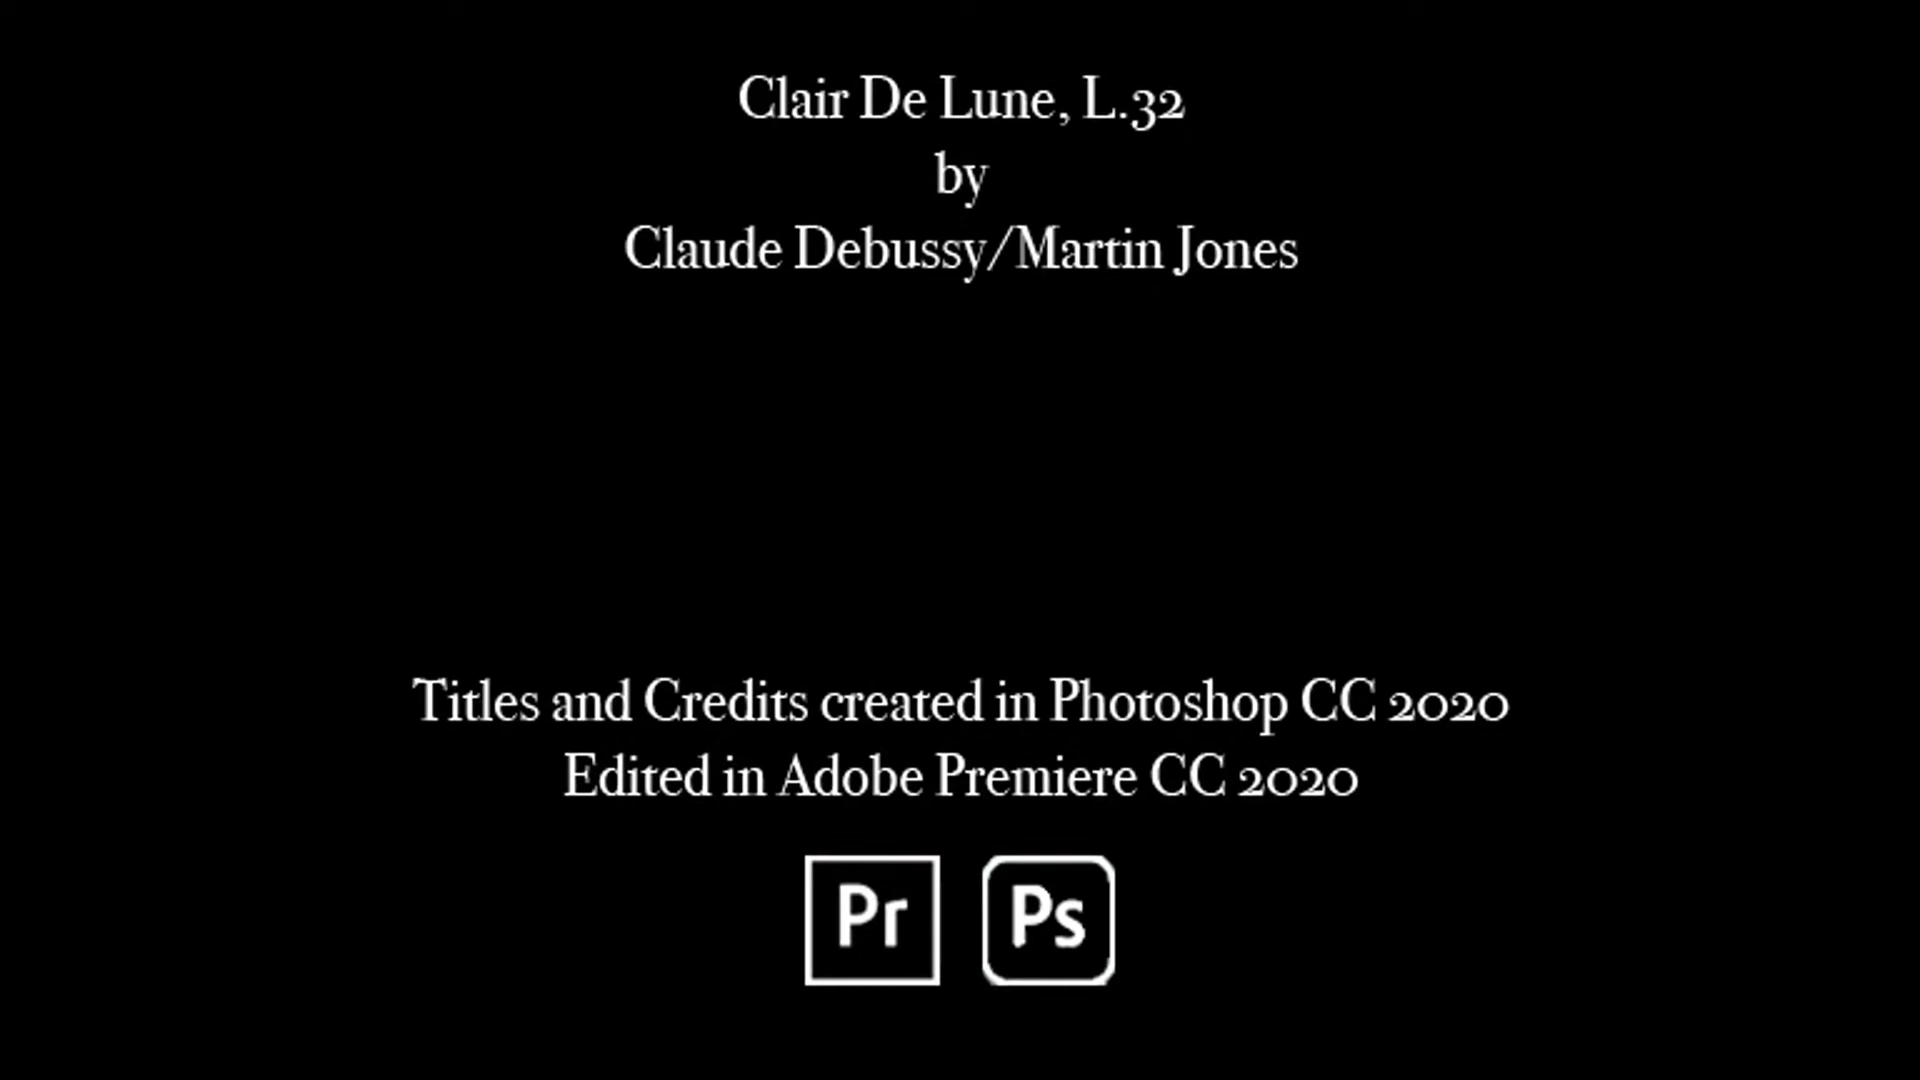 Clair De Lune, L.32
by
Claude Debussy/Martin Jones
Titles and Credits created in Photoshop CC 2020
Edited in Adobe Premiere CC 2020
Pr Ps